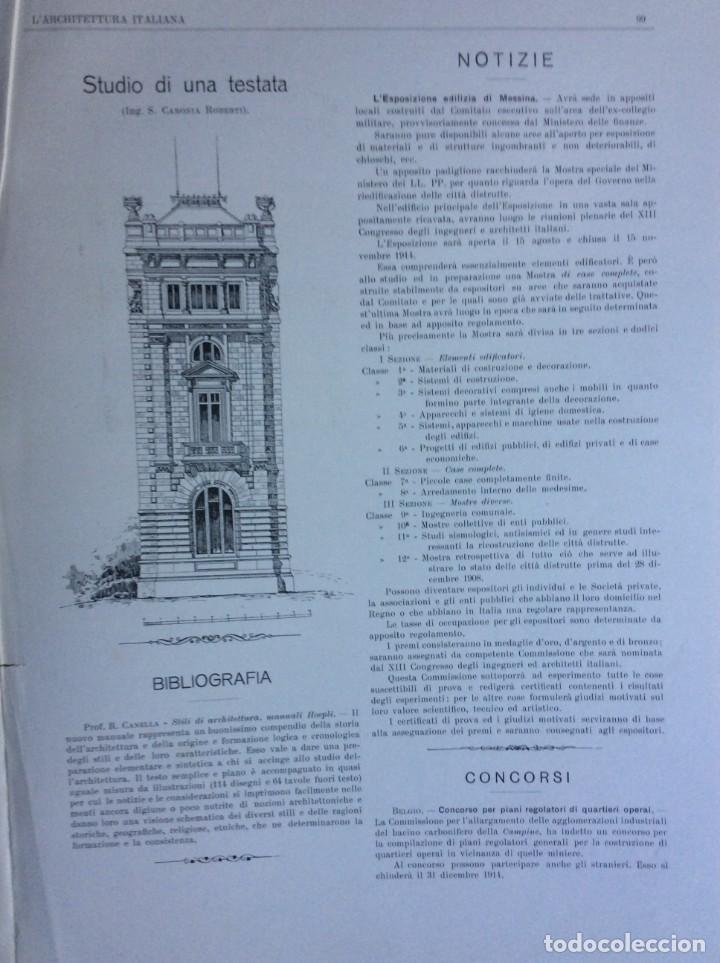 L'ARCHITETTURA ITALIANA
99
Studio di una testata
(Ing. S. CARONIA ROBERTI).
BIBLIOGRAFIA
Prof. R. CANELLA - Stili di architettura, manuali Hoepli. - Il
nuovo manuale rappresenta un buonissimo compendio della storia
dell'architettura e della origine e formazione logica e cronologica
degli stili e delle loro caratteristiche. Esso vale a dare una pre-
parazione elementare e sintetica a chi si accinge allo studio del-
l'architettura. Il testo semplice e piano è accompagnato in quasi
eguale misura da illustrazioni (114 disegni e 64 tavole fuori testo)
per cui le notizie e le considerazioni si imprimono facilmente nelle
menti ancora digiune o poco nutrite di nozioni architettoniche e
danno loro una visione schematica dei diversi stili e delle ragioni
storiche, geografiche, religiose, etniche, che ne determinarono la
formazione e la consistenza.
NOTIZIE
L'Esposizione edilizia di Messina. - Avrà sede in appositi
locali costruiti dal Comitato esecutivo sull'area dell'ex-collegio
militare, provvisoriamente concessa dal Ministero delle finanze.
Saranno pure disponibili alcune aree all'aperto per esposizione
di materiali e di strutture ingombranti e non deteriorabili, di
chioschi, ecc.
Un apposito padiglione racchiuderà la Mostra speciale del Mi-
nistero dei LL. PP. per quanto riguarda l'opera del Governo nella
riedificazione delle città distrutte.
Nell'edificio principale dell'Esposizione in una vasta sala ap-
positamente ricavata, avranno luogo le riunioni plenarie del XIII
Congresso degli ingegneri e architetti italiani.
L'Esposizione sarà aperta il 15 agosto e chiusa il 15 no-
vembre 1914.
Essa comprenderà essenzialmente elementi edificatori. È però
allo studio ed in preparazione una Mostra di case complete, co-
struite stabilmente da espositori su aree che saranno acquistate
dal Comitato e per le quali sono già avviate delle trattative. Que-
st'ultima Mostra avrà luogo in epoca che sarà in seguito determinata
ed in base ad apposito regolamento.
Più precisamente la Mostra sarà divisa in tre sezioni e dodici
classi:
I SEZIONE - Elementi edificatori.
Classe 1ª - Materiali di costruzione e decorazione.
» 2ª - Sistemi di costruzione.
» 3ª - Sistemi decorativi compresi anche i mobili in quanto
formino parte integrante della decorazione.
» 4ª - Apparecchi e sistemi di igiene domestica.
» 5ª - Sistemi, apparecchi e macchine usate nella costruzione
degli edifizi.
» 6ª - Progetti di edifizi pubblici, di edifizi privati e di case
economiche.
II SEZIONE - Case complete.
Classe 7ª - Piccole case completamente finite.
» 8ª - Arredamento interno delle medesime.
III SEZIONE - Mostre diverse.
Classe 9ª - Ingegneria comunale.
» 10ª - Mostre collettive di enti pubblici.
» 11ª - Studi sismologici, antisismici ed in genere studi inte-
ressanti la ricostruzione delle città distrutte.
» 12ª - Mostra retrospettiva di tutto ciò che serve ad illu-
strare lo stato delle città distrutte prima del 28 di-
cembre 1908.
Possono diventare espositori gli individui e le Società private,
la associazioni e gli enti pubblici che abbiano il loro domicilio nel
Regno o che abbiano in Italia una regolare rappresentanza.
Le tasse di occupazione per gli espositori sono determinate da
apposito regolamento.
I premi consisteranno in medaglie d'oro, d'argento e di bronzo;
saranno assegnati da competente Commissione che sarà nominata
dal XIII Congresso degli ingegneri ed architetti italiani.
Questa Commissione sottoporrà ad esperimento tutte le cose
suscettibili di prova e redigerà certificati contenenti i risultati
degli esperimenti; per le altre cose formulerà giudizi motivati sul
loro valore scientifico, tecnico ed artistico.
I certificati di prova ed i giudizi motivati serviranno di base
alla assegnazione dei premi e saranno consegnati agli espositori.
CONCORSI
BELGIO. - Concorso per piani regolatori di quartieri operai. -
La Commissione per l'allargamento delle agglomerazioni industriali
del bacino carbonifero della Campine, ha indetto un concorso per
la compilazione di piani regolatori generali per la costruzione di
quartieri operai in vicinanza di quelle miniere.
Al concorso possono partecipare anche gli stranieri. Esso si
chiuderà il 31 dicembre 1914.
todocoleccion